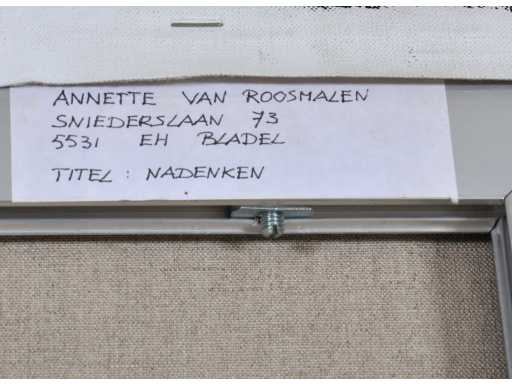 ANNETTE VAN ROOSMALEN
SNIEDERSLAAN 73
5531 EH BLADEL
TITEL : NADENKEN